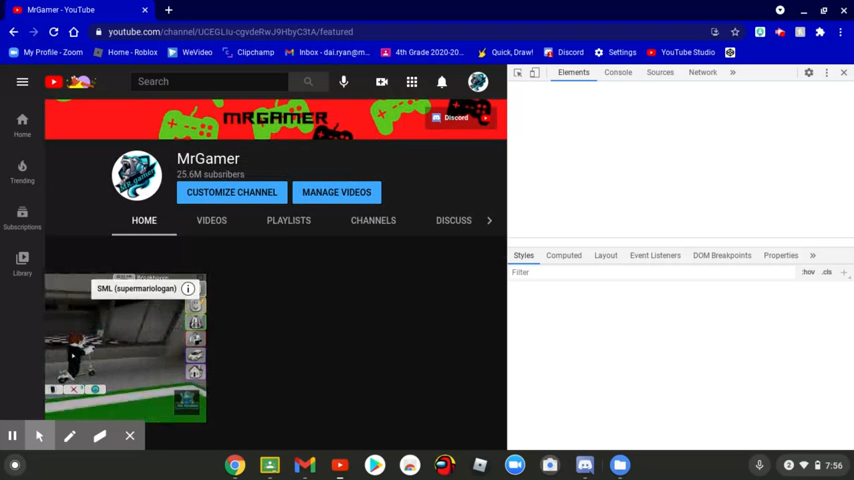 MrGamer - YouTube
youtube.com/channel/UCEGLIu-cgvdeRwJ9HbyC3tA/featured
My Profile - Zoom Home - Roblox WeVideo Clipchamp Inbox - dai.ryan@m... 4th Grade 2020-202... Quick, Draw! Discord Settings YouTube Studio
Search
Elements Console Sources Network
MRGAMER
Discord
Home
MrGamer
25.6M subsribers
CUSTOMIZE CHANNEL MANAGE VIDEOS
Trending
HOME VIDEOS PLAYLISTS CHANNELS DISCUSS
Subscriptions
Library
Styles Computed Layout Event Listeners DOM Breakpoints Properties
Filter :hov .cls
SML (supermariologan)
2 7:56